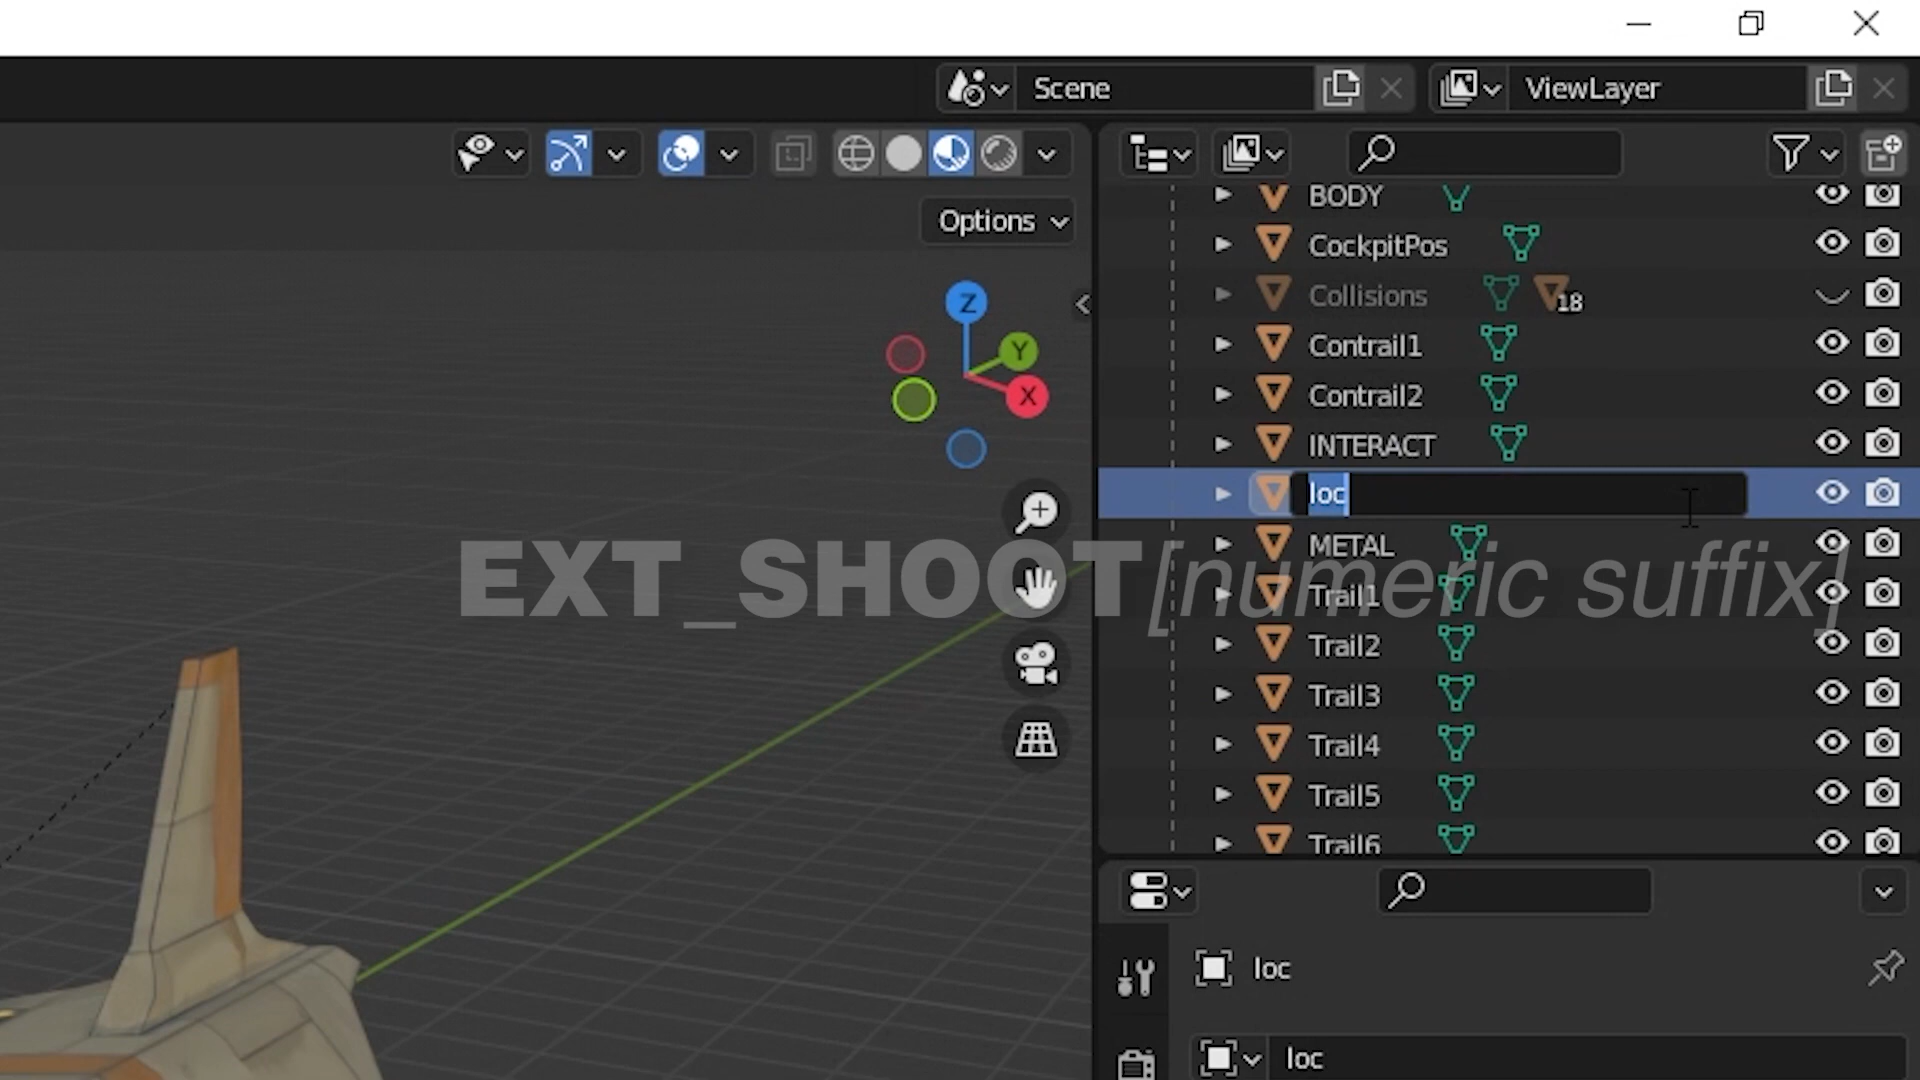 Scene
ViewLayer
Options
Z
Y
X
BODY
CockpitPos
Collisions
18
Contrail1
Contrail2
INTERACT
loc
METAL
EXT_SHOOT[numeric suffix]
Trail1
Trail2
Trail3
Trail4
Trail5
Trail6
loc
loc